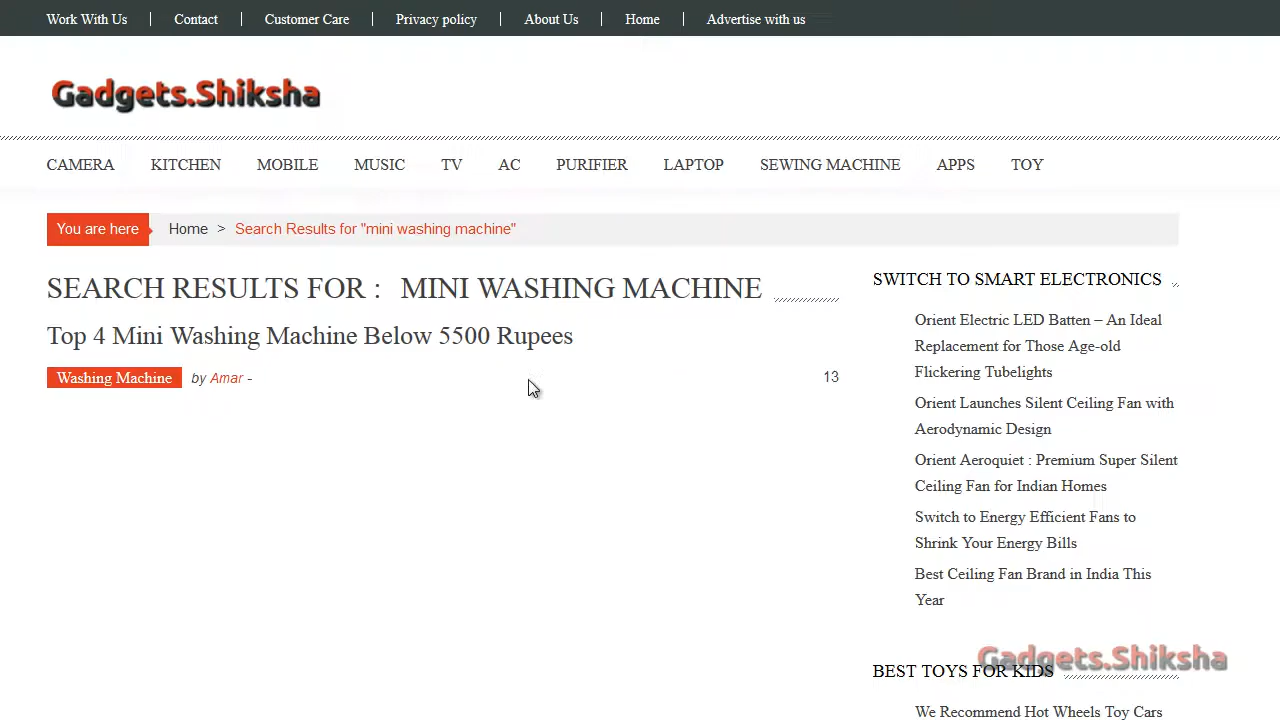 Work With Us | Contact | Customer Care | Privacy policy | About Us | Home | Advertise with us
Gadgets.Shiksha
CAMERA KITCHEN MOBILE MUSIC TV AC PURIFIER LAPTOP SEWING MACHINE APPS TOY
You are here Home > Search Results for "mini washing machine"
SEARCH RESULTS FOR : MINI WASHING MACHINE
Top 4 Mini Washing Machine Below 5500 Rupees
Washing Machine by Amar - 13
SWITCH TO SMART ELECTRONICS
Orient Electric LED Batten – An Ideal
Replacement for Those Age-old
Flickering Tubelights
Orient Launches Silent Ceiling Fan with
Aerodynamic Design
Orient Aeroquiet : Premium Super Silent
Ceiling Fan for Indian Homes
Switch to Energy Efficient Fans to
Shrink Your Energy Bills
Best Ceiling Fan Brand in India This
Year
Gadgets.Shiksha
BEST TOYS FOR KIDS
We Recommend Hot Wheels Toy Cars